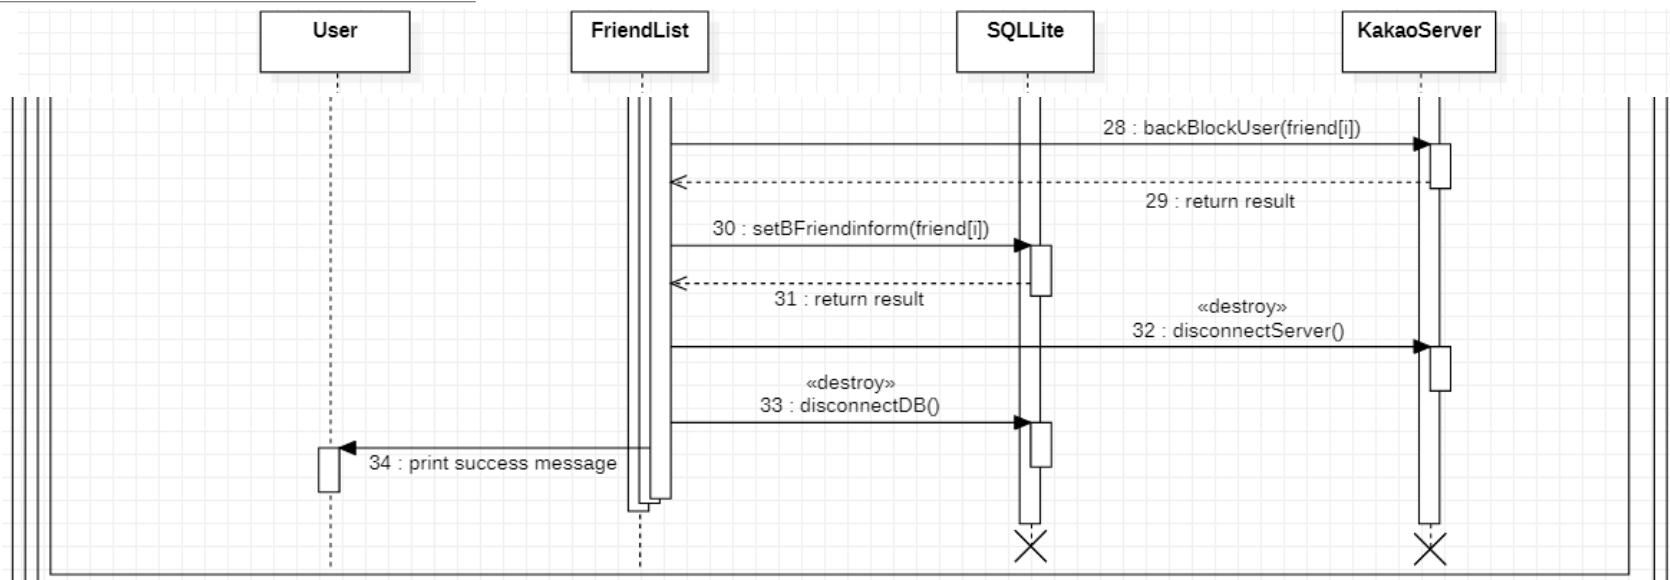 User
FriendList
SQLLite
KakaoServer
28 : backBlockUser(friend[i])
29 : return result
30 : setBFriendinform(friend[i])
31 : return result
«destroy»
32 : disconnectServer()
«destroy»
33 : disconnectDB()
34 : print success message